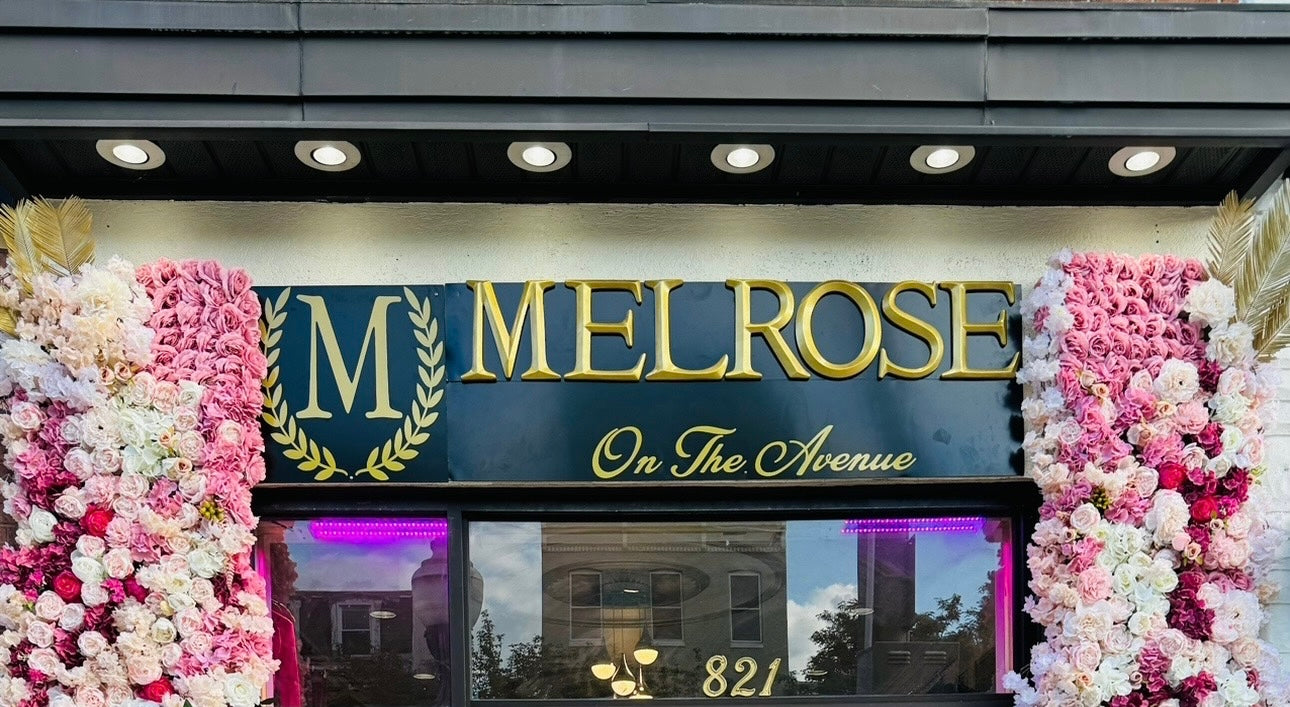 M
MELROSE
On The Avenue
821